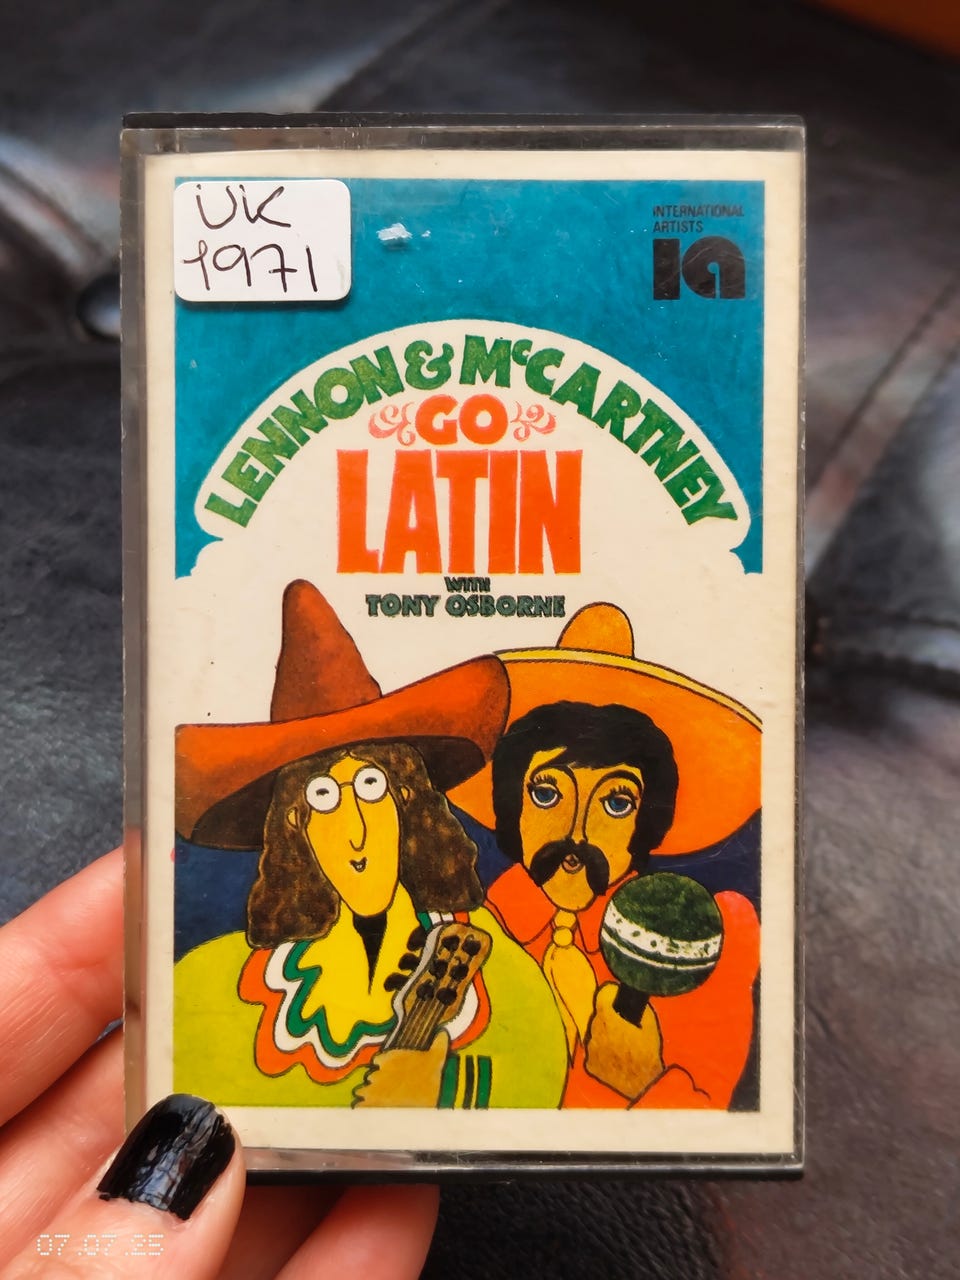 UK
1971
INTERNATIONAL
ARTISTS
ia
LENNON & McCARTNEY
GO
LATIN
WITH
TONY OSBORNE
07.07.25